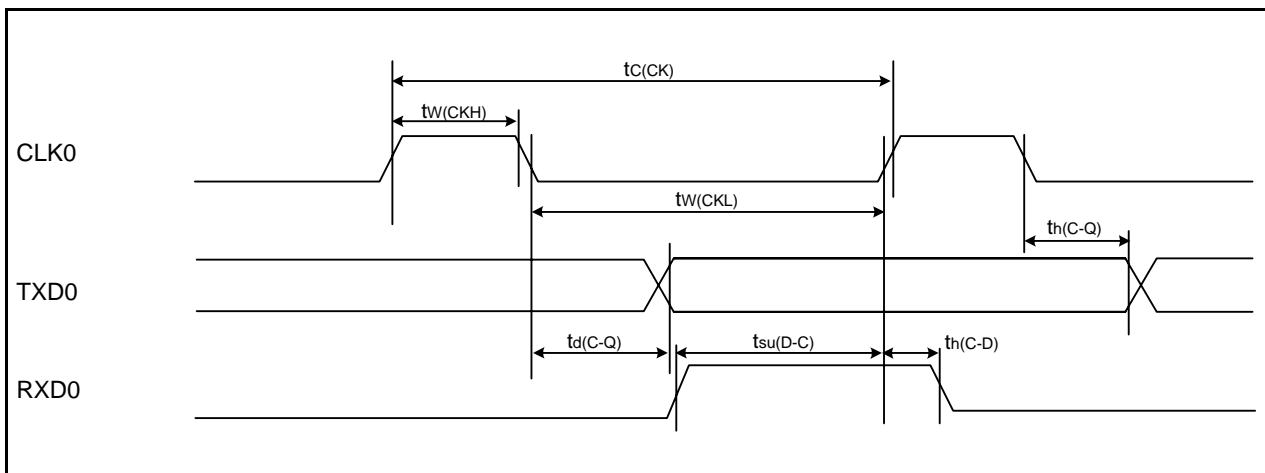 tC(CK)
tW(CKH)
CLK0
tW(CKL)
th(C-Q)
TXD0
td(C-Q)
tsu(D-C)
th(C-D)
RXD0